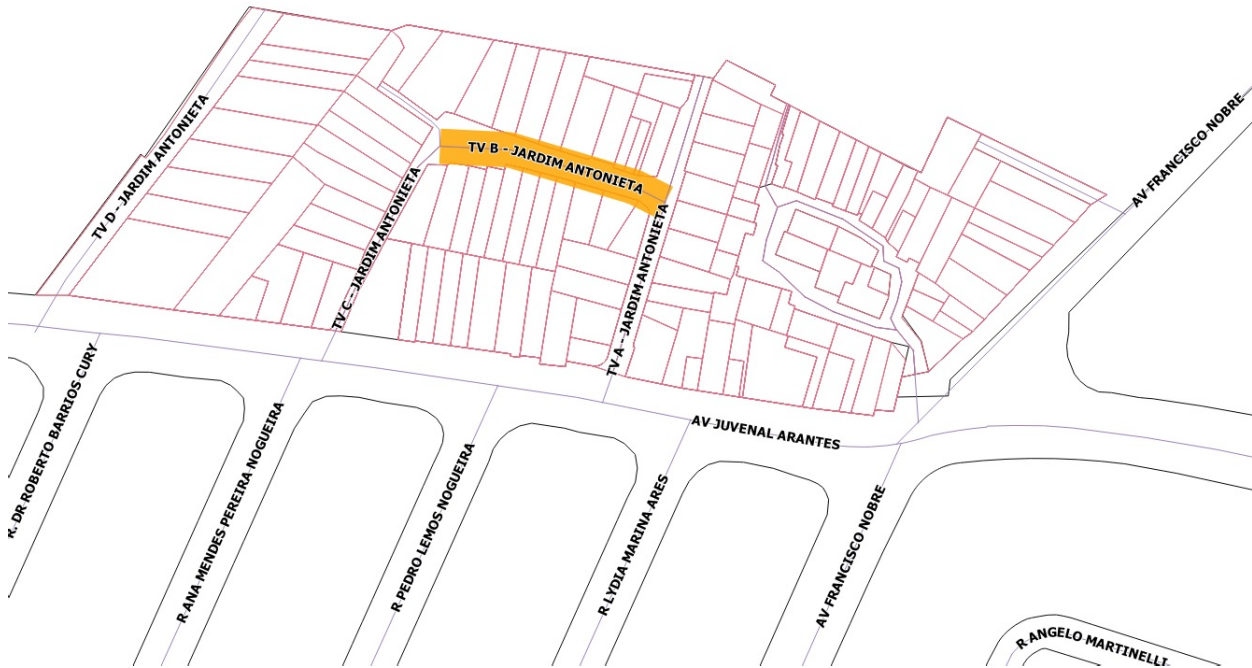 TV D - JARDIM ANTONIETA
TV B - JARDIM ANTONIETA
AV FRANCISCO NOBRE
TV C - JARDIM ANTONIETA
TV A - JARDIM ANTONIETA
R. DR ROBERTO BARRIOS CURY
R ANA MENDES PEREIRA NOGUEIRA
R PEDRO LEMOS NOGUEIRA
R LYDIA MARINA ARES
AV JUVENAL ARANTES
AV FRANCISCO NOBRE
R ANGELO MARTINELLI